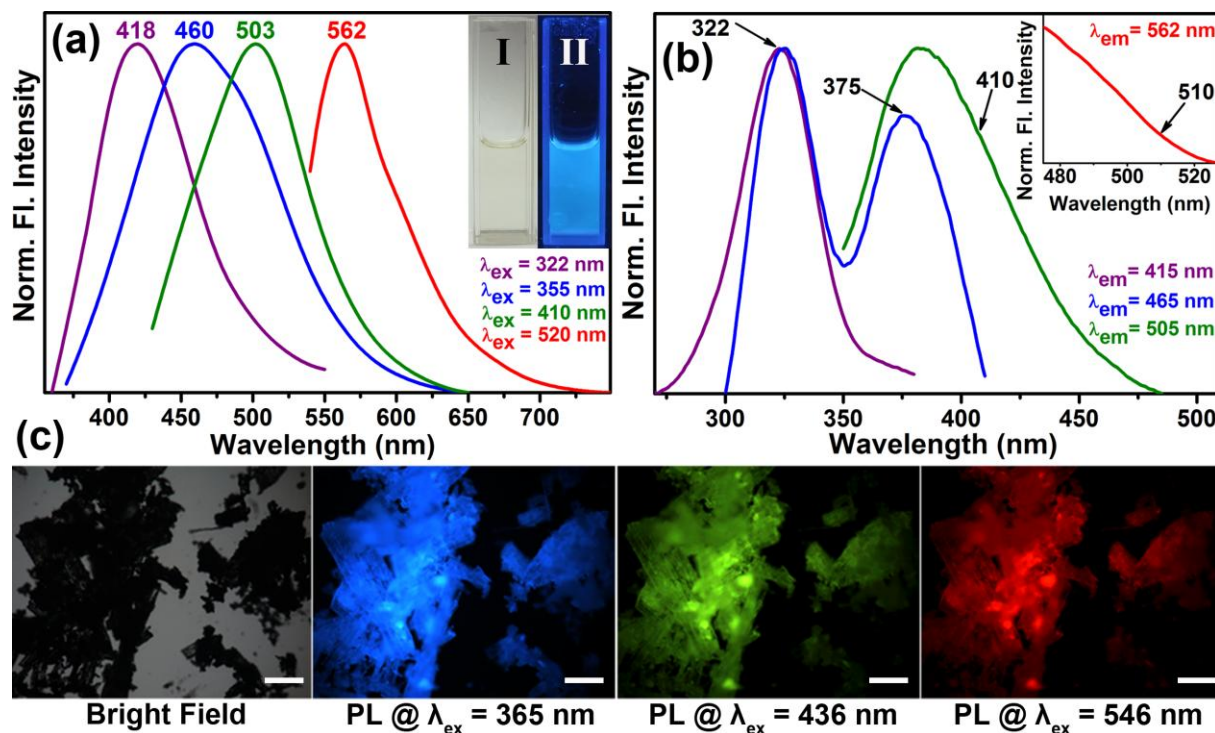 (a)
418 460 503 562
I II
λex = 322 nm
λex = 355 nm
λex = 410 nm
λex = 520 nm
Norm. Fl. Intensity
400 450 500 550 600 650 700
Wavelength (nm)
(b)
322
375
410
λem= 562 nm
510
Norm. Fl. Intensity
480 500 520
Wavelength (nm)
λem= 415 nm
λem= 465 nm
λem= 505 nm
Norm. Fl. Intensity
300 350 400 450 500
Wavelength (nm)
(c)
Bright Field
PL @ λex = 365 nm
PL @ λex = 436 nm
PL @ λex = 546 nm